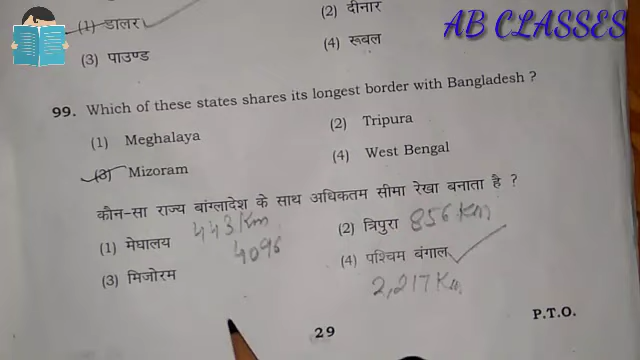 AB CLASSES
(1) डालर
(2) दीनार
(3) पाउण्ड
(4) रूबल
99. Which of these states shares its longest border with Bangladesh ?
(1) Meghalaya
(2) Tripura
(3) Mizoram
(4) West Bengal
कौन-सा राज्य बांग्लादेश के साथ अधिकतम सीमा रेखा बनाता है ?
(1) मेघालय 443 Km
(2) त्रिपुरा 856 Km
4096
(3) मिजोरम
(4) पश्चिम बंगाल
2,217 Km
29
P.T.O.